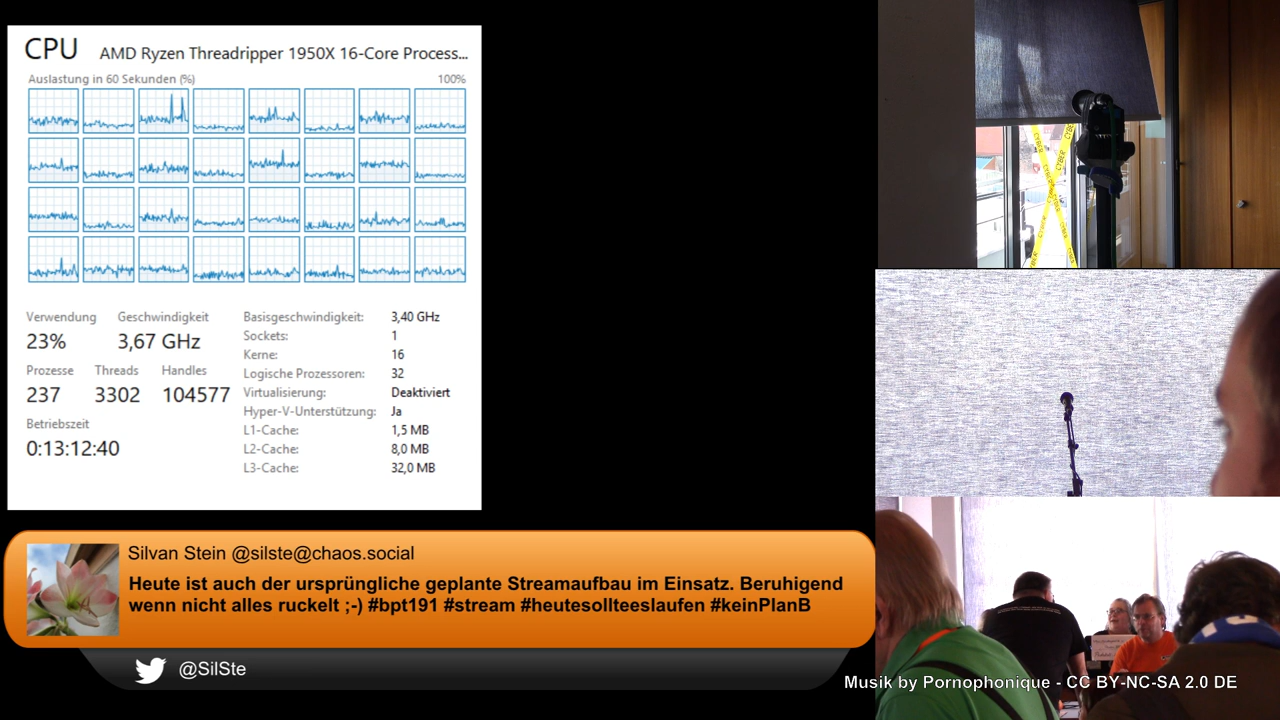 CPU AMD Ryzen Threadripper 1950X 16-Core Process...
Auslastung in 60 Sekunden (%) 100%
Verwendung Geschwindigkeit
23% 3,67 GHz
Prozesse Threads Handles
237 3302 104577
Betriebszeit
0:13:12:40
Basisgeschwindigkeit: 3,40 GHz
Sockets: 1
Kerne: 16
Logische Prozessoren: 32
Virtualisierung: Deaktiviert
Hyper-V-Unterstützung: Ja
L1-Cache: 1,5 MB
L2-Cache: 8,0 MB
L3-Cache: 32,0 MB
CYBER
CYBER
CYBER
CYBER
Silvan Stein @silste@chaos.social
Heute ist auch der ursprüngliche geplante Streamaufbau im Einsatz. Beruhigend
wenn nicht alles ruckelt ;-) #bpt191 #stream #heutesollteeslaufen #keinPlanB
@SilSte
Musik by Pornophonique - CC BY-NC-SA 2.0 DE